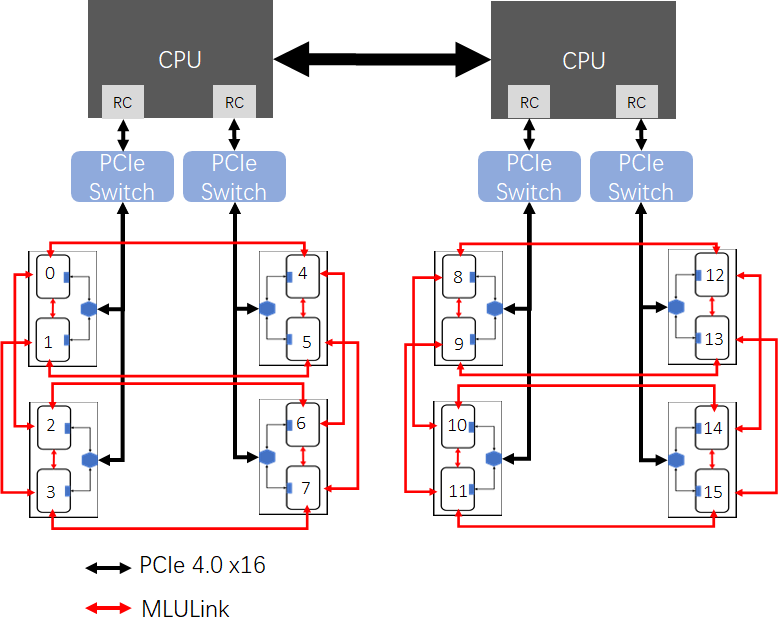 CPU
CPU
RC
RC
RC
RC
PCIe
Switch
PCIe
Switch
PCIe
Switch
PCIe
Switch
0
4
8
12
1
5
9
13
2
6
10
14
3
7
11
15
PCIe 4.0 x16
MLULink